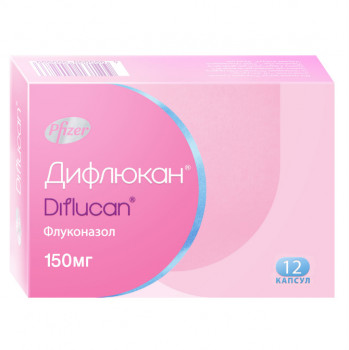 Pfizer
Дифлюкан®
Diflucan®
Флуконазол
150мг
12
КАПСУЛ